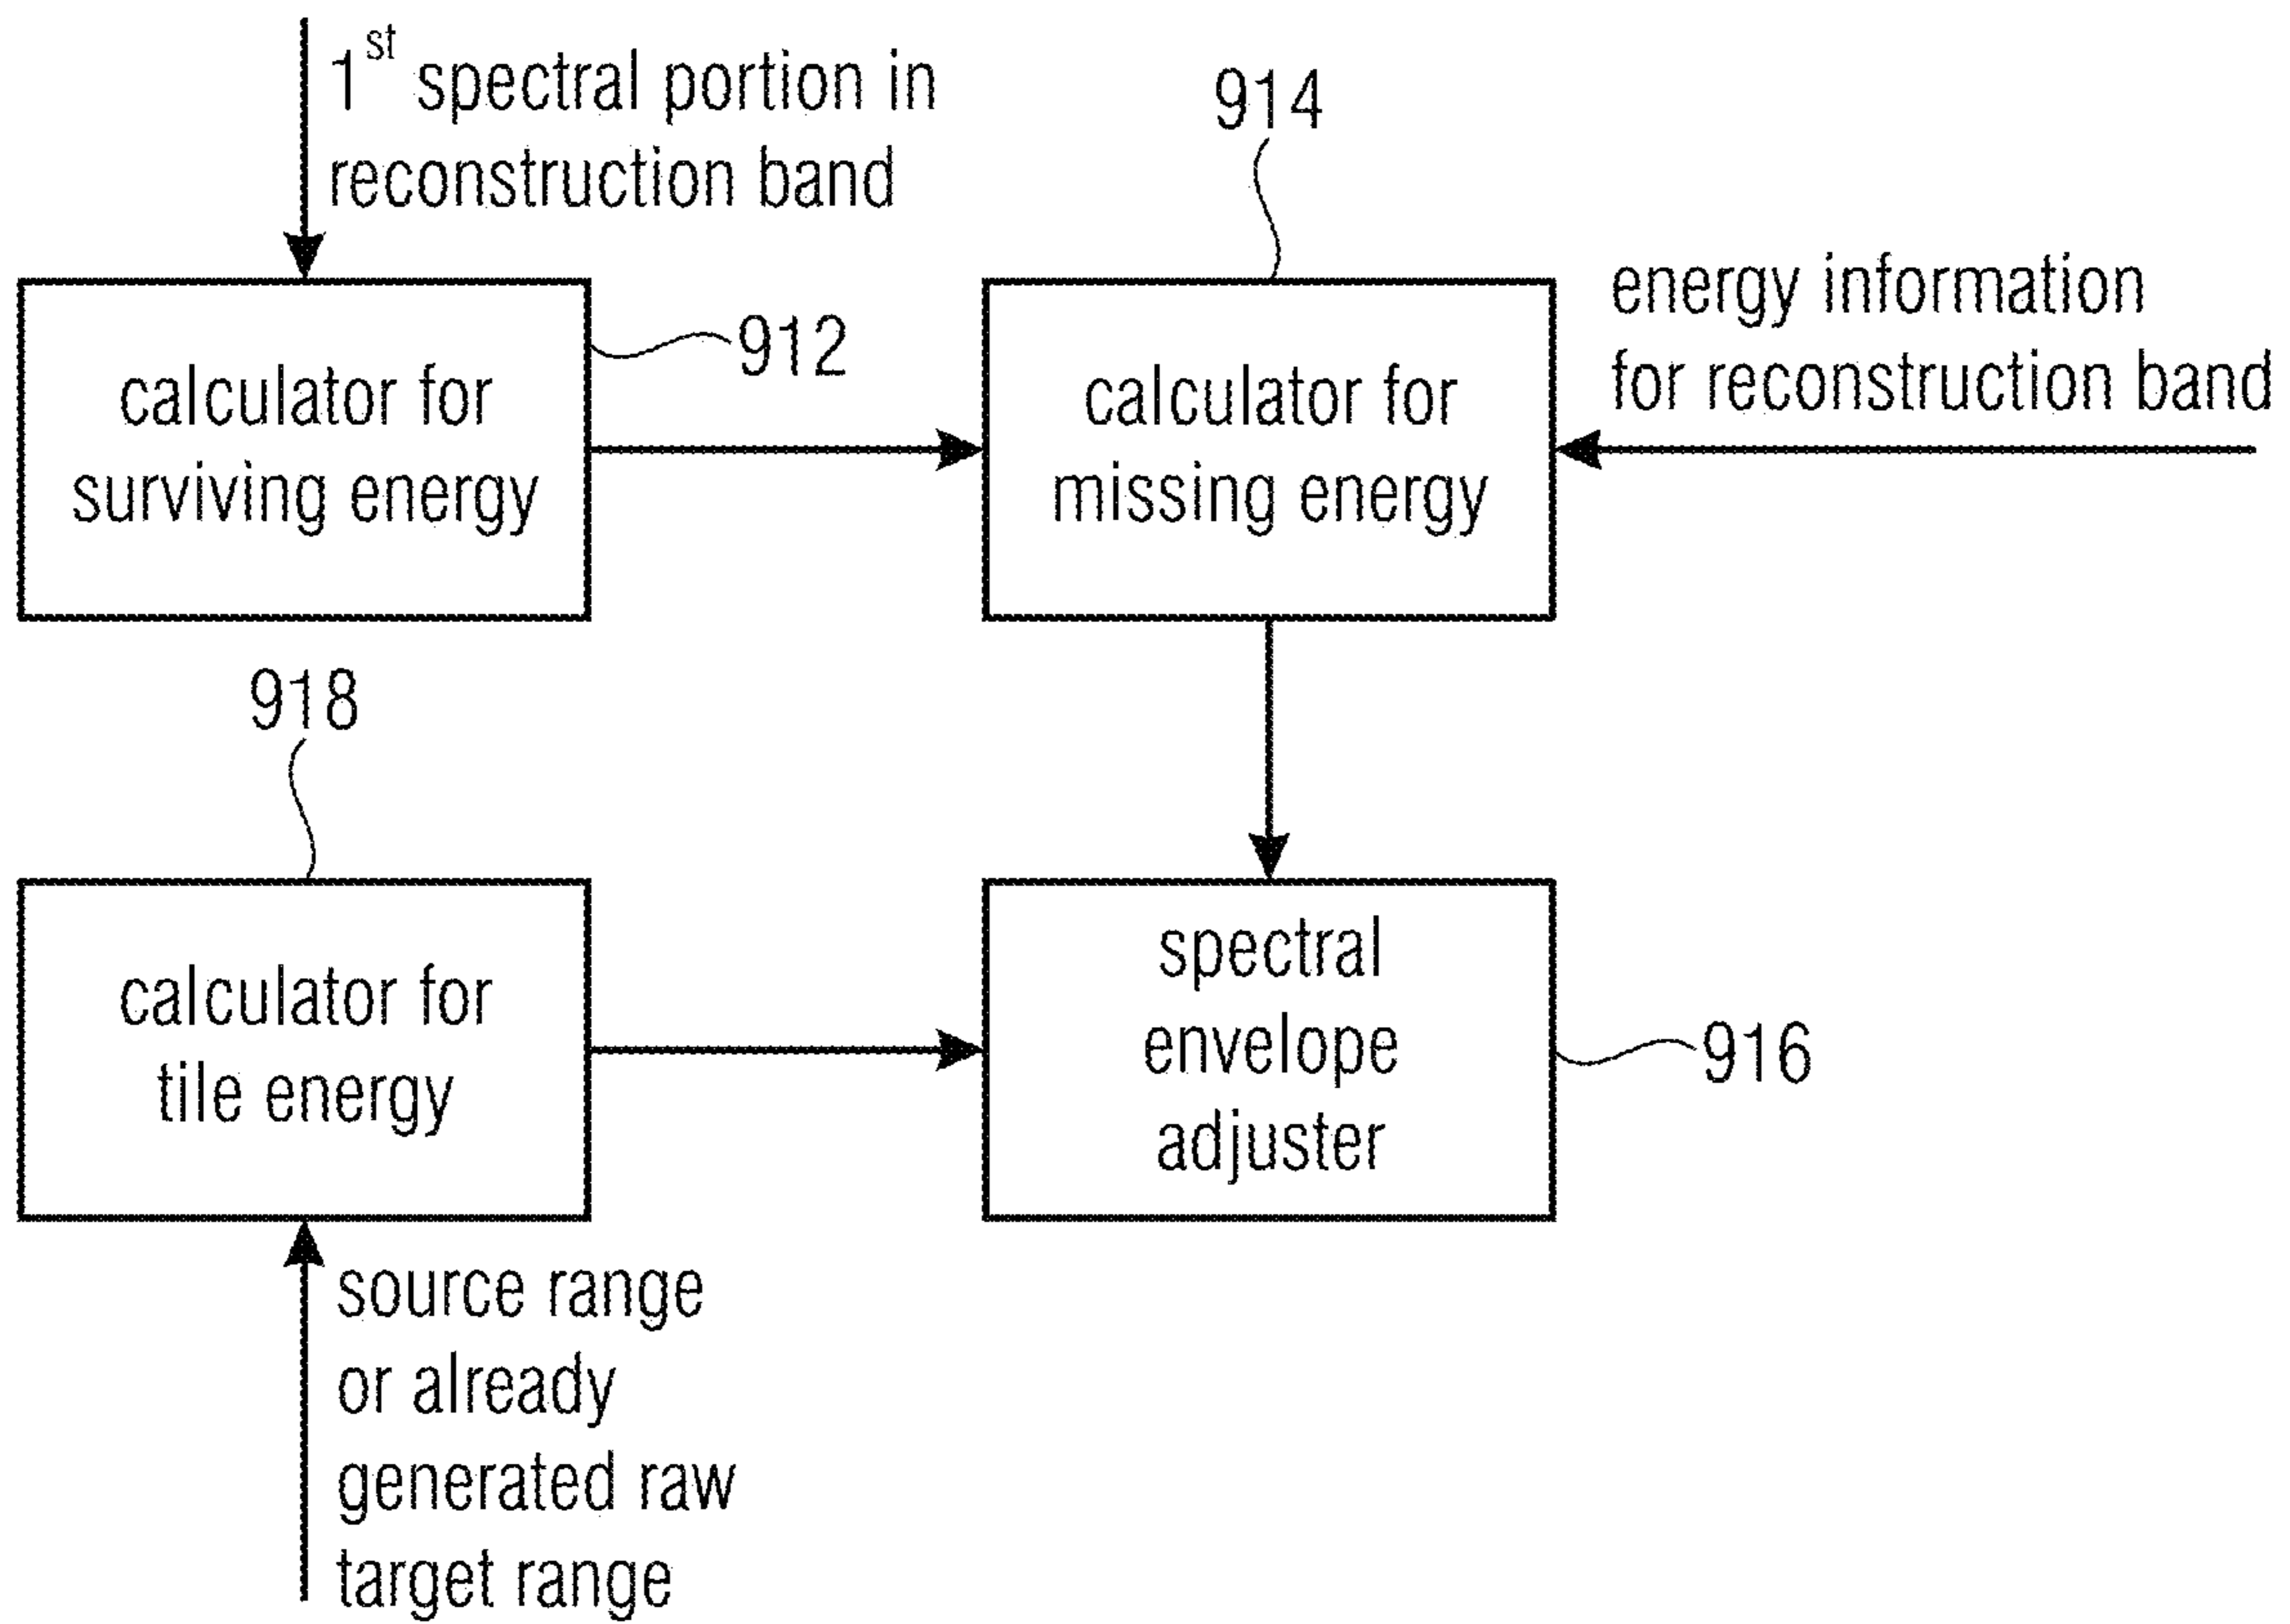 1st spectral portion in
reconstruction band
914
energy information
for reconstruction band
912
calculator for
surviving energy
calculator for
missing energy
918
calculator for
tile energy
spectral
envelope
adjuster
916
source range
or already
generated raw
target range